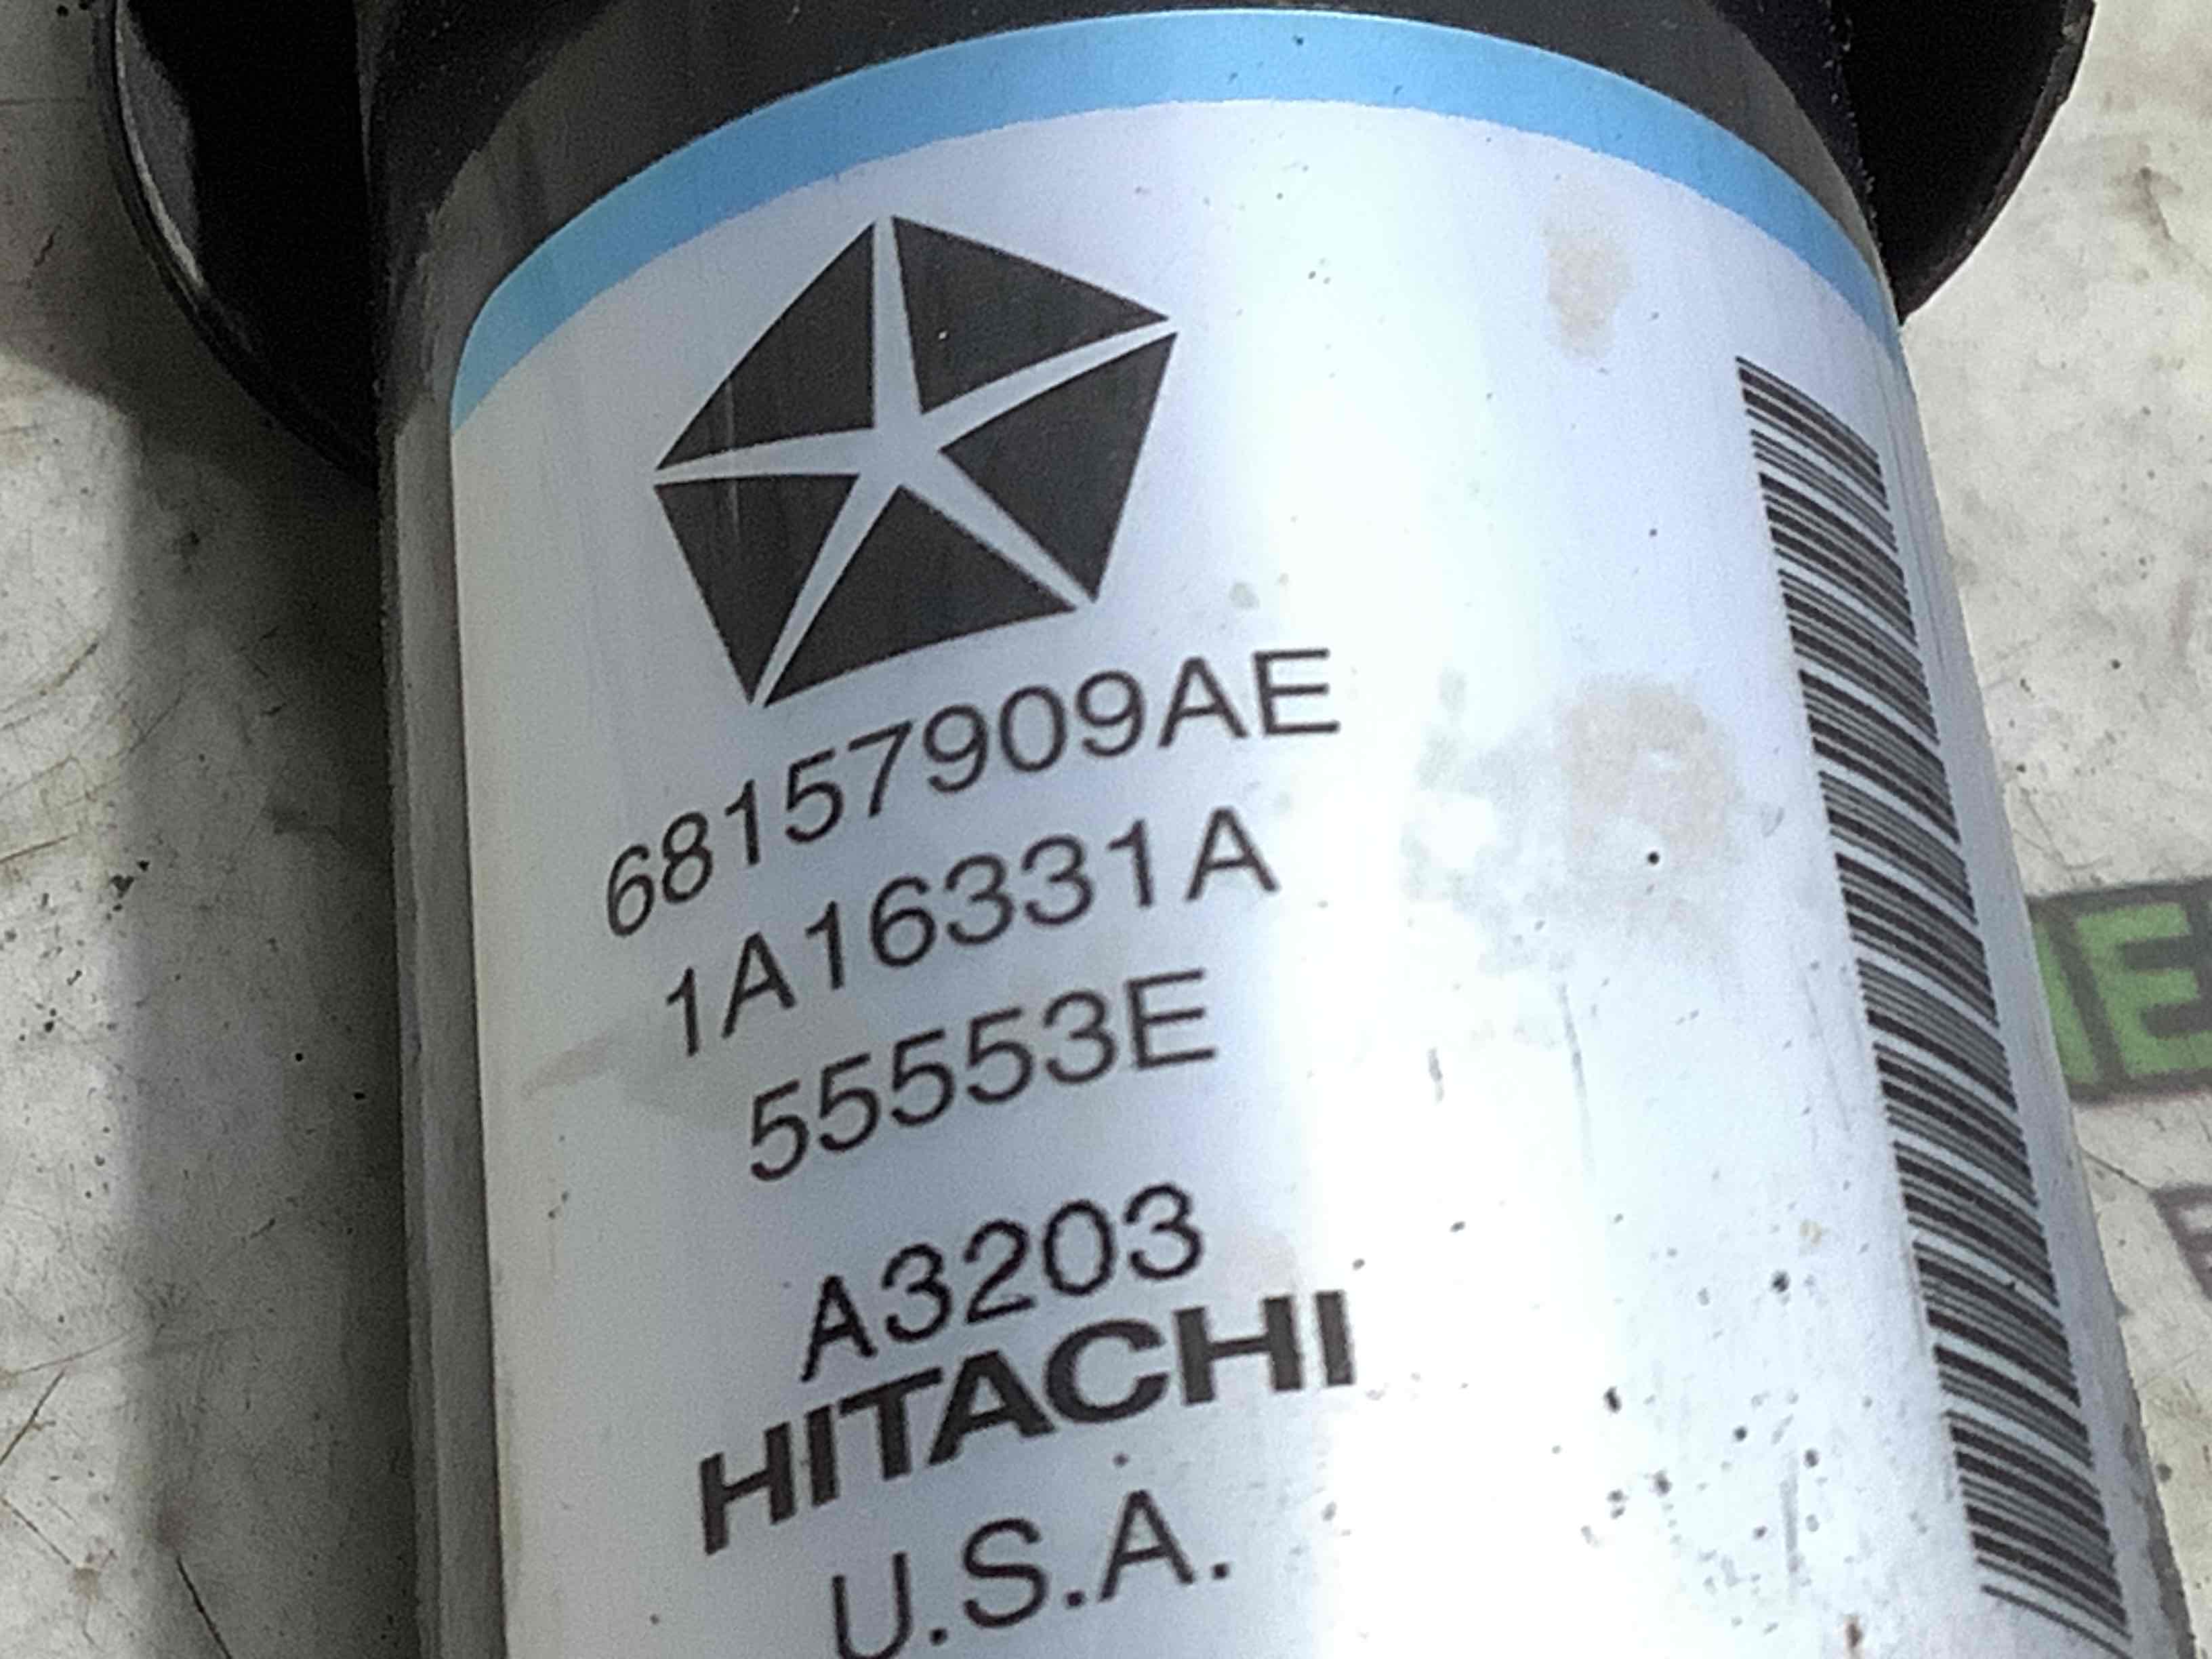 68157909AE
1A16331A
55553E
A3203
HITACHI
U.S.A.